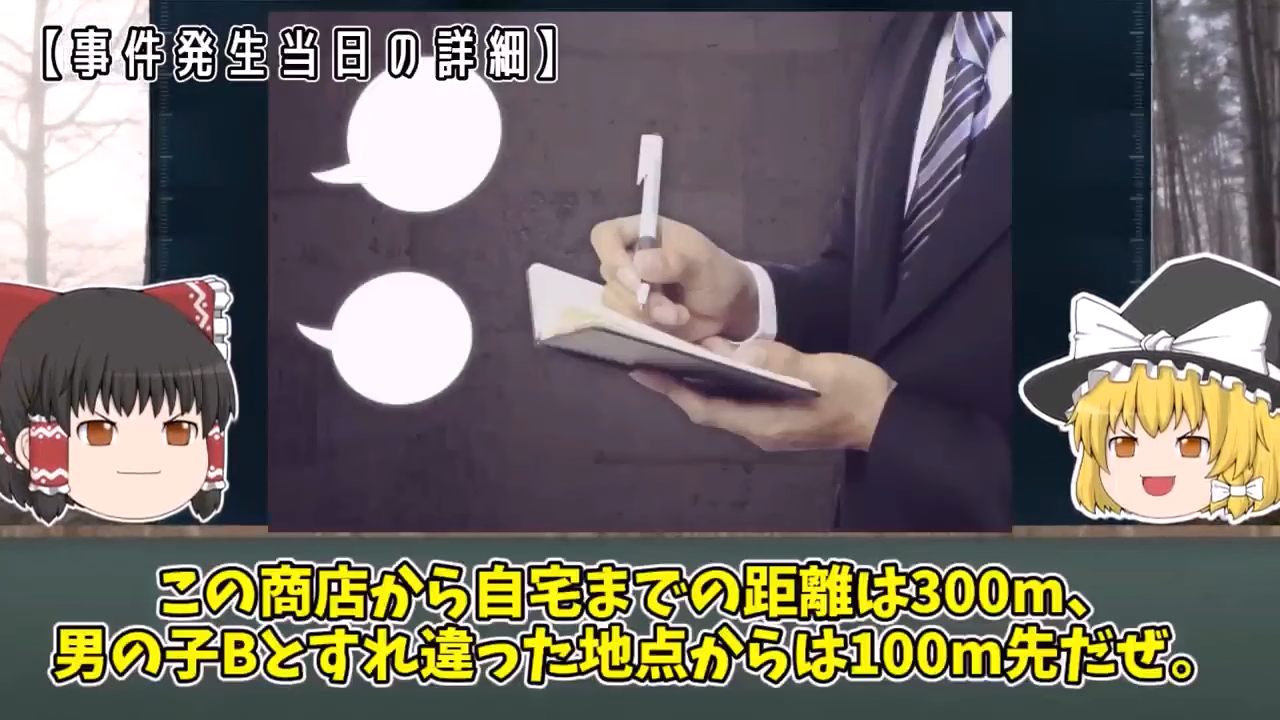 【事件発生当日の詳細】
この商店から自宅までの距離は300m、
男の子Bとすれ違った地点からは100m先だぜ。